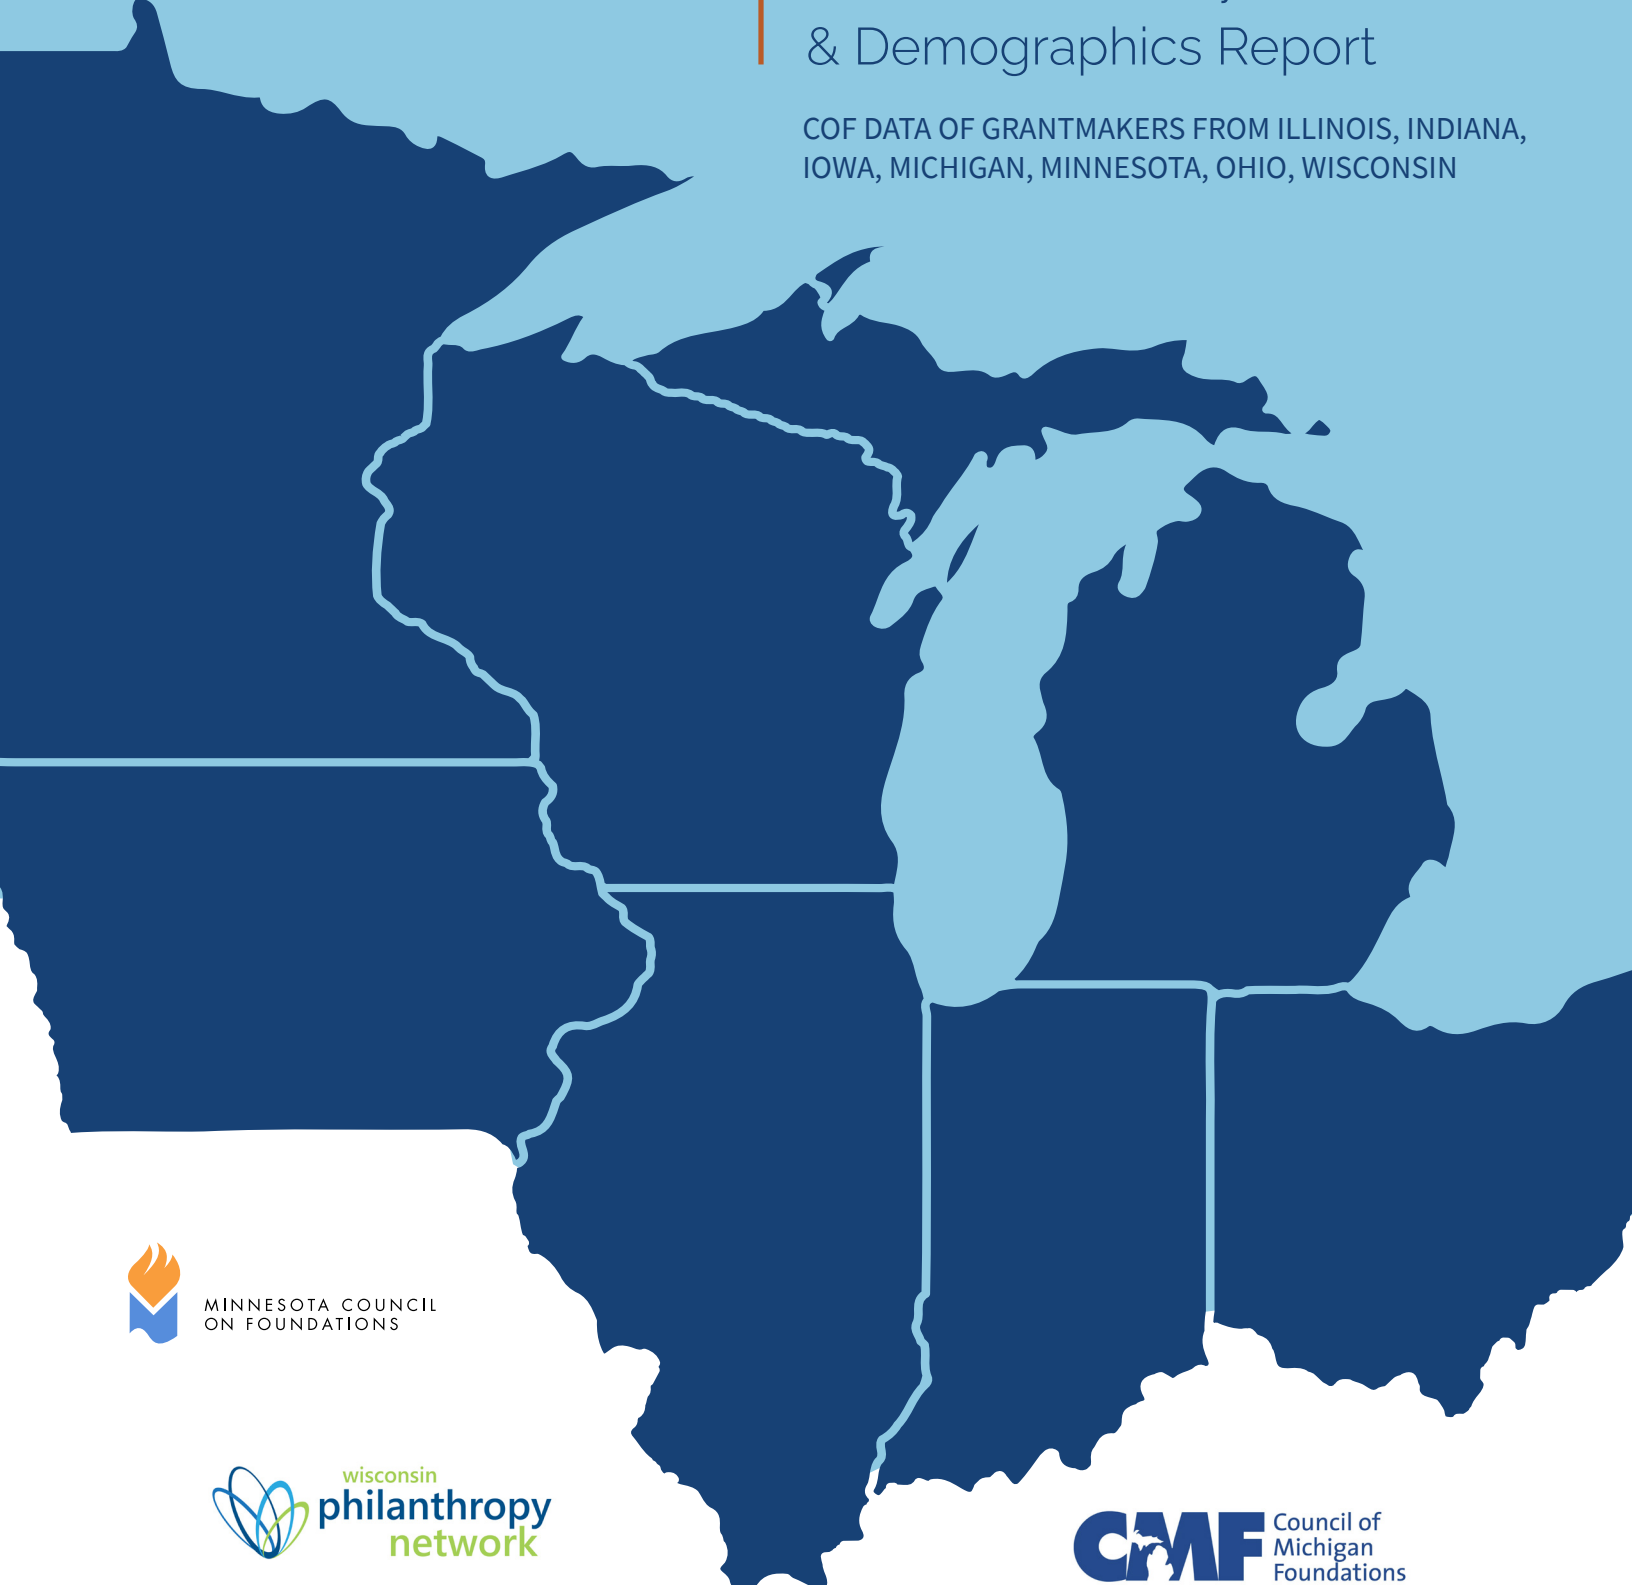 & Demographics Report
COF DATA OF GRANTMAKERS FROM ILLINOIS, INDIANA,
IOWA, MICHIGAN, MINNESOTA, OHIO, WISCONSIN
MINNESOTA COUNCIL
ON FOUNDATIONS
wisconsin
philanthropy
network
CMF
Council of
Michigan
Foundations